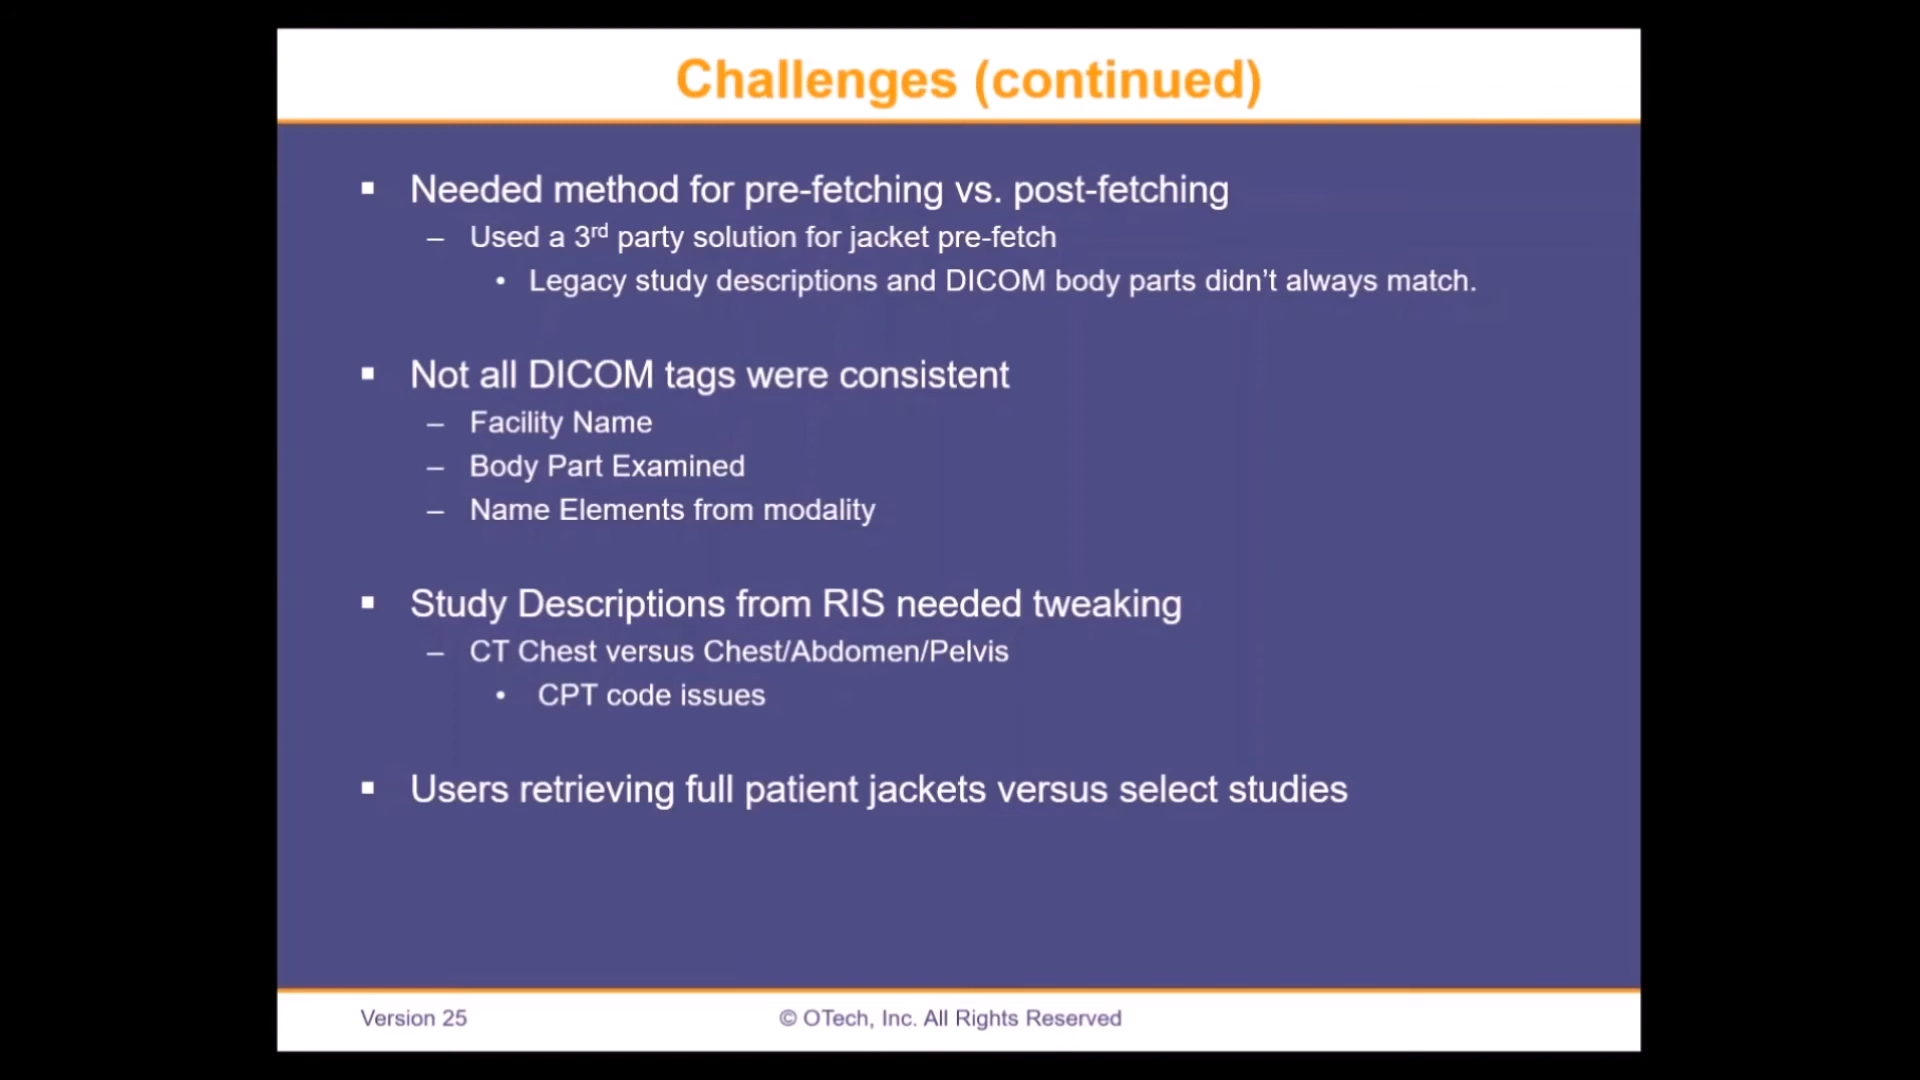 Challenges (continued)
▪ Needed method for pre-fetching vs. post-fetching
– Used a 3rd party solution for jacket pre-fetch
• Legacy study descriptions and DICOM body parts didn’t always match.
▪ Not all DICOM tags were consistent
– Facility Name
– Body Part Examined
– Name Elements from modality
▪ Study Descriptions from RIS needed tweaking
– CT Chest versus Chest/Abdomen/Pelvis
• CPT code issues
▪ Users retrieving full patient jackets versus select studies
Version 25
© OTech, Inc. All Rights Reserved